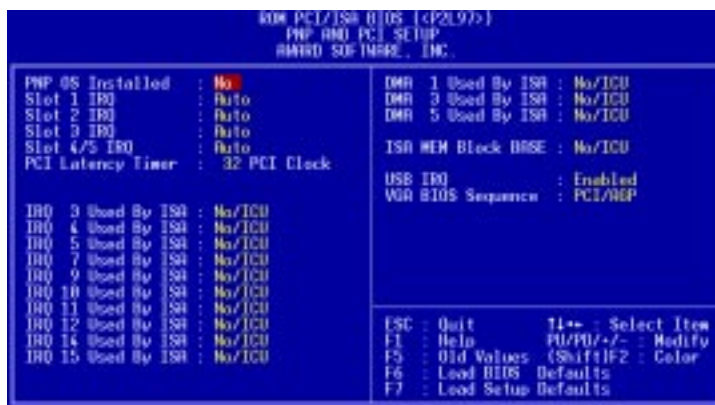 ROM PCI/ISA BIOS (<P2L97>)
PNP AND PCI SETUP
AWARD SOFTWARE, INC.
PNP OS Installed : No
Slot 1 IRQ : Auto
Slot 2 IRQ : Auto
Slot 3 IRQ : Auto
Slot 4/5 IRQ : Auto
PCI Latency Timer : 32 PCI Clock
IRQ 3 Used By ISA : No/ICU
IRQ 4 Used By ISA : No/ICU
IRQ 5 Used By ISA : No/ICU
IRQ 7 Used By ISA : No/ICU
IRQ 9 Used By ISA : No/ICU
IRQ 10 Used By ISA : No/ICU
IRQ 11 Used By ISA : No/ICU
IRQ 12 Used By ISA : No/ICU
IRQ 14 Used By ISA : No/ICU
IRQ 15 Used By ISA : No/ICU
DMA 1 Used By ISA : No/ICU
DMA 3 Used By ISA : No/ICU
DMA 5 Used By ISA : No/ICU
ISA MEM Block BASE : No/ICU
USB IRQ : Enabled
VGA BIOS Sequence : PCI/AGP
ESC : Quit ↑↓→← : Select Item
F1 : Help PU/PD/+/- : Modify
F5 : Old Values (Shift)F2 : Color
F6 : Load BIOS Defaults
F7 : Load Setup Defaults